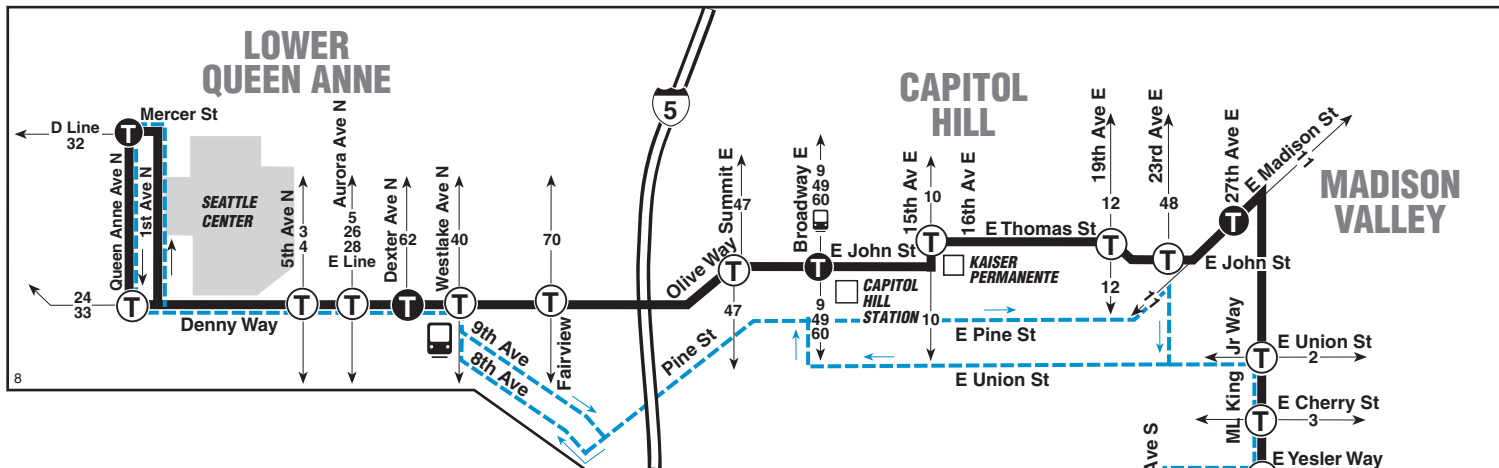 LOWER
QUEEN ANNE
CAPITOL
HILL
MADISON
VALLEY
5
Mercer St
T
D Line
32
Queen Anne Ave N
1st Ave N
SEATTLE
CENTER
24
33
T
Denny Way
5th Ave N
3
4
T
Aurora Ave N
5
26
28
E Line
T
Dexter Ave N
62
T
Westlake Ave N
40
T
9th Ave
8th Ave
70
T
Fairview
Olive Way
Summit E
47
T
47
Pine St
Broadway E
9
49
60
T
9
49
60
E John St
CAPITOL
HILL
STATION
15th Av E
10
T
10
16th Av E
KAISER
PERMANENTE
E Thomas St
19th Ave E
12
T
12
23rd Ave E
48
T
11
27th Ave E
T
E Madison St
11
E John St
E Pine St
E Union St
ML King Jr Way
T
E Union St
2
T
E Cherry St
3
Ave S
E Yesler Way
8